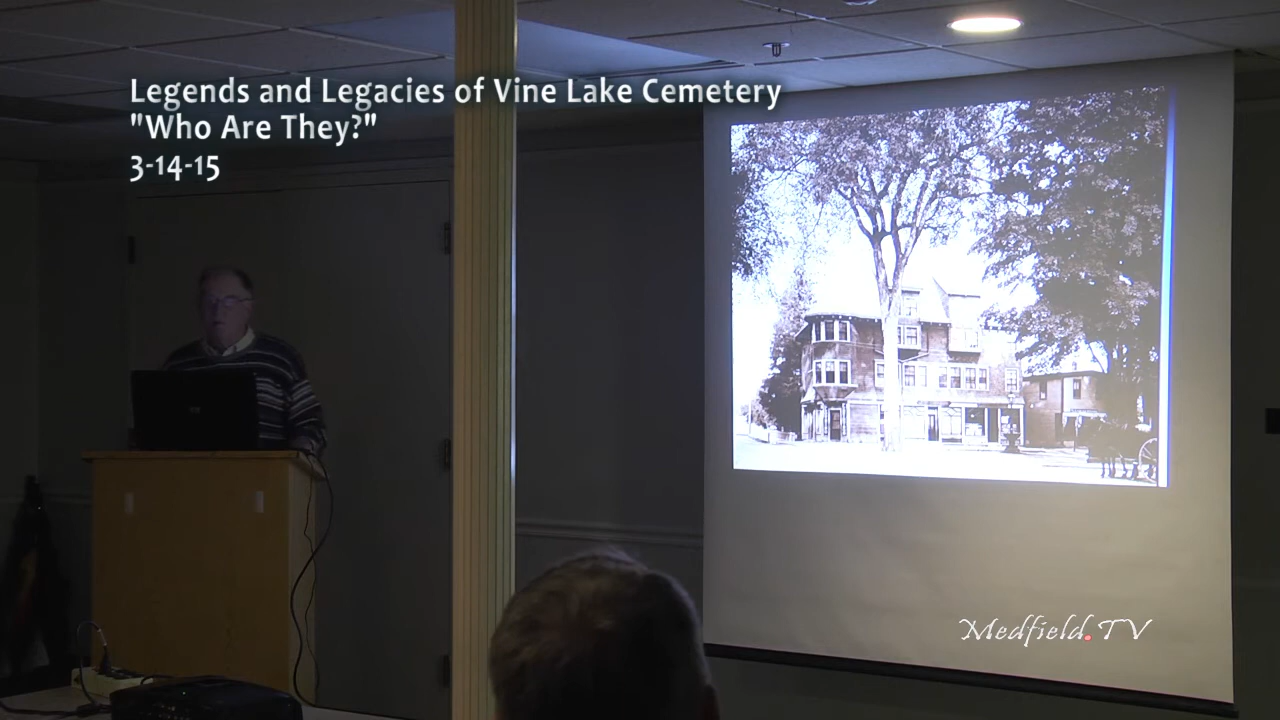 Legends and Legacies of Vine Lake Cemetery
"Who Are They?"
3-14-15
Medfield.TV